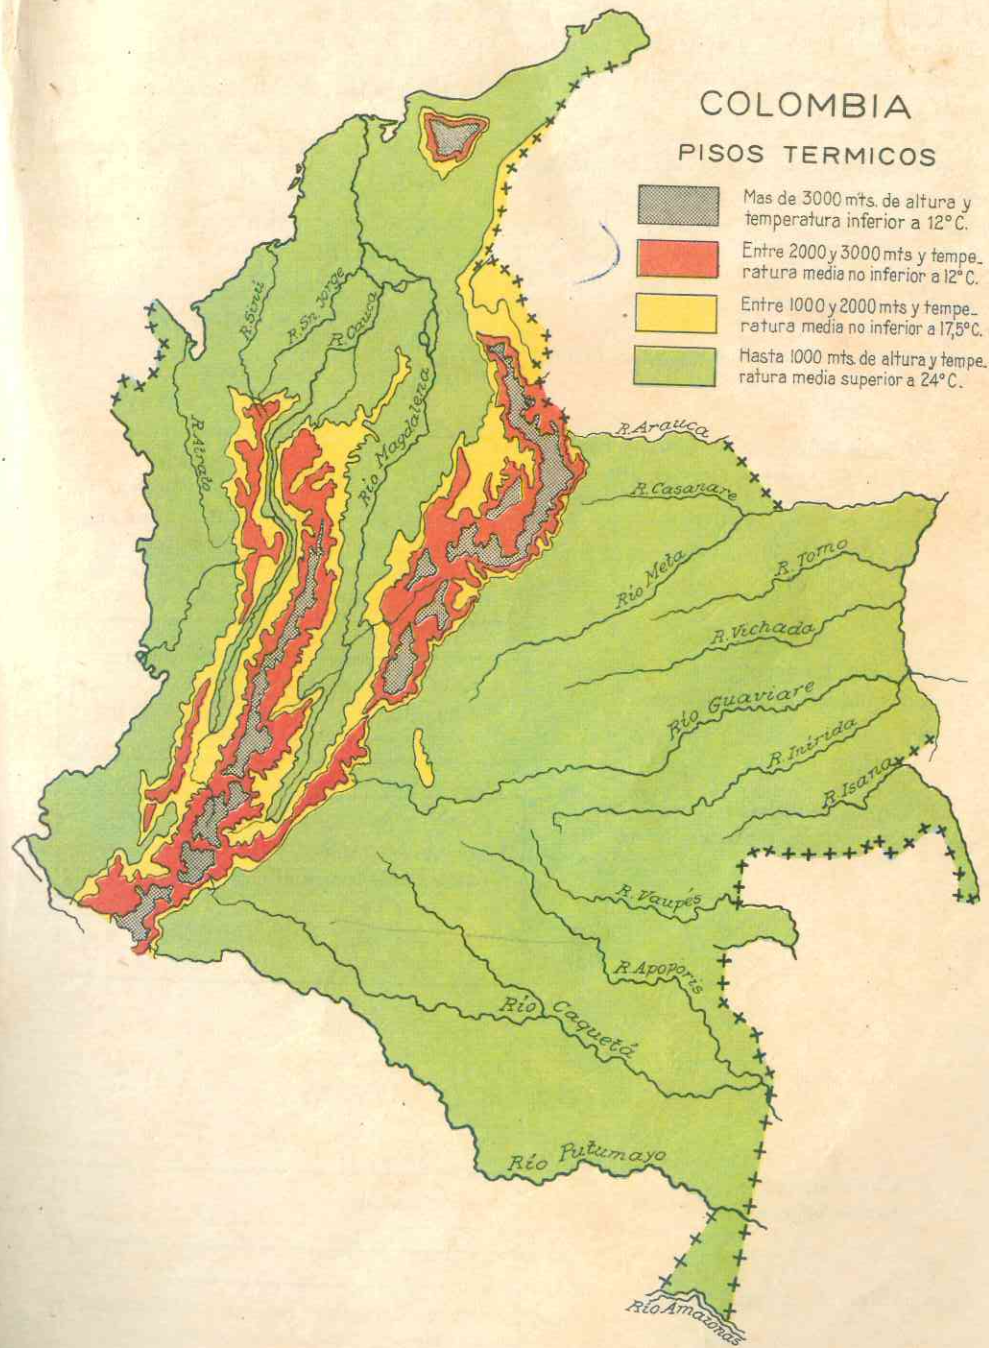 COLOMBIA
PISOS TERMICOS
Mas de 3000 mts. de altura y
temperatura inferior a 12° C.
Entre 2000 y 3000 mts y tempe-
ratura media no inferior a 12° C.
Entre 1000 y 2000 mts y tempe-
ratura media no inferior a 17,5° C.
Hasta 1000 mts. de altura y tempe-
ratura media superior a 24° C.
R. Sinú
R. Sn. Jorge
R. Cauca
Río Magdalena
R. Atrato
R. Arauca
R. Casanare
Río Meta
R. Tomo
R. Vichada
Río Guaviare
R. Inírida
R. Isana
R. Vaupés
R. Apoporis
Río Caquetá
Río Putumayo
Río Amazonas